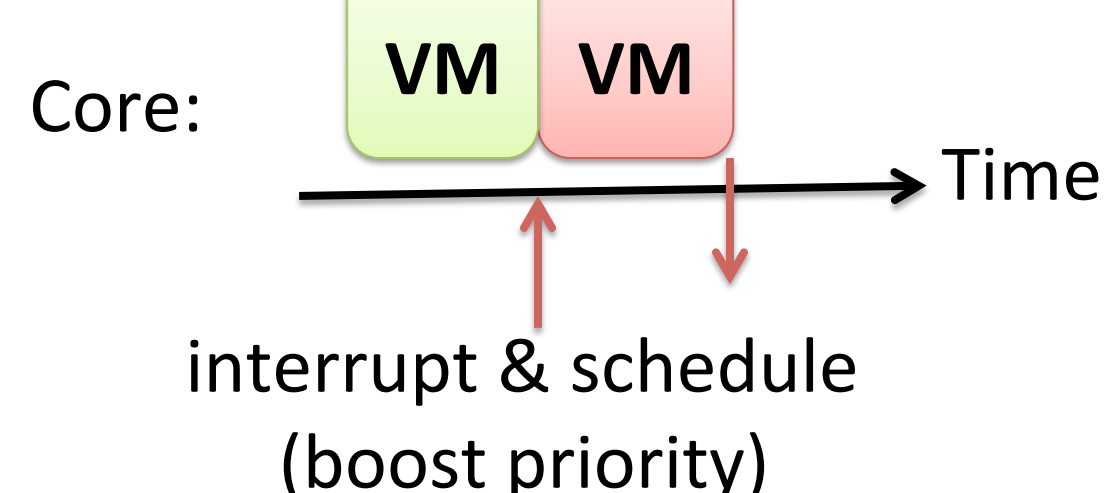 VM VM
Core:
Time
interrupt & schedule
(boost priority)